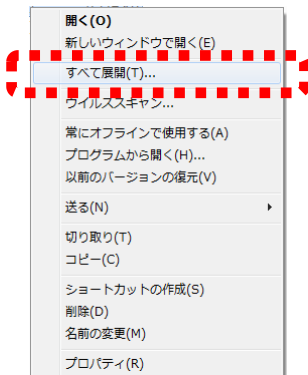 開く(O)
新しいウィンドウで開く(E)
すべて展開(T)...
ウイルススキャン...
常にオフラインで使用する(A)
プログラムから開く(H)...
以前のバージョンの復元(V)
送る(N)
切り取り(T)
コピー(C)
ショートカットの作成(S)
削除(D)
名前の変更(M)
プロパティ(R)